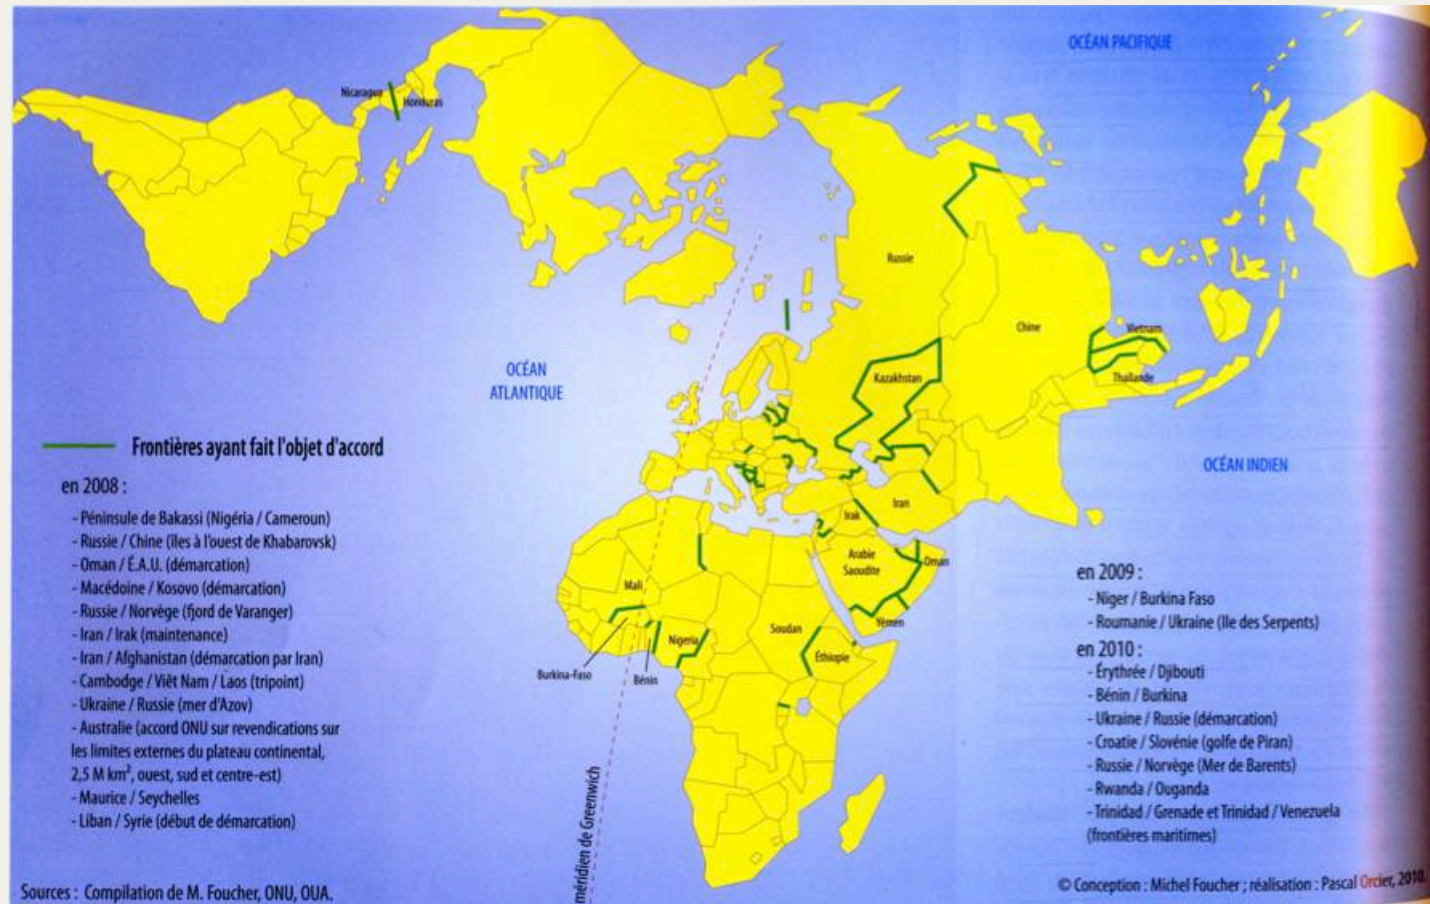 OCÉAN PACIFIQUE
Nicarague
Honduras
Russie
Chine
Vietnam
Thaïlande
Kazakhstan
OCÉAN
ATLANTIQUE
OCÉAN INDIEN
Iran
Irak
Arabie
Saoudite
Oman
Yémen
Mali
Nigeria
Soudan
Éthiopie
Burkina-Faso
Bénin
méridien de Greenwich
Frontières ayant fait l'objet d'accord
en 2008 :
- Péninsule de Bakassi (Nigéria / Cameroun)
- Russie / Chine (îles à l'ouest de Khabarovsk)
- Oman / É.A.U. (démarcation)
- Macédoine / Kosovo (démarcation)
- Russie / Norvège (fjord de Varanger)
- Iran / Irak (maintenance)
- Iran / Afghanistan (démarcation par Iran)
- Cambodge / Viêt Nam / Laos (tripoint)
- Ukraine / Russie (mer d'Azov)
- Australie (accord ONU sur revendications sur
les limites externes du plateau continental,
2,5 M km², ouest, sud et centre-est)
- Maurice / Seychelles
- Liban / Syrie (début de démarcation)
en 2009 :
- Niger / Burkina Faso
- Roumanie / Ukraine (Ile des Serpents)
en 2010 :
- Érythrée / Djibouti
- Bénin / Burkina
- Ukraine / Russie (démarcation)
- Croatie / Slovénie (golfe de Piran)
- Russie / Norvège (Mer de Barents)
- Rwanda / Ouganda
- Trinidad / Grenade et Trinidad / Venezuela
(frontières maritimes)
Sources : Compilation de M. Foucher, ONU, OUA.
© Conception : Michel Foucher ; réalisation : Pascal Orcier, 2010.